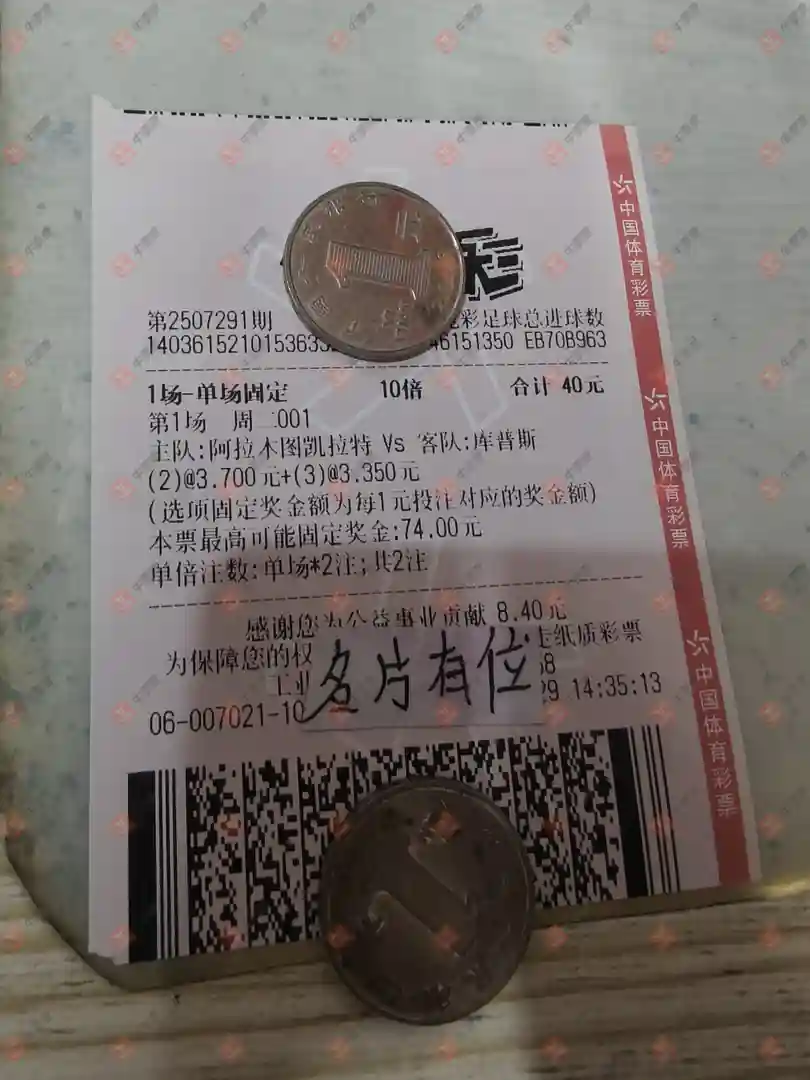 彩
第2507291期 彩足球总进球数
1403615210153633 46151350 EB70B963
1场-单场固定 10倍 合计 40元
第1场 周二001
主队:阿拉木图凯拉特 Vs 客队:库普斯
(2)@3.700元+(3)@3.350元
(选项固定奖金额为每1元投注对应的奖金额)
本票最高可能固定奖金:74.00元
单倍注数:单场*2注;共2注
感谢您为公益事业贡献 8.40元
为保障您的权 走纸质彩票
工业 58
名片有位
06-007021-10 29 14:35:13
中国体育彩票
中国体育彩票
中国体育彩票